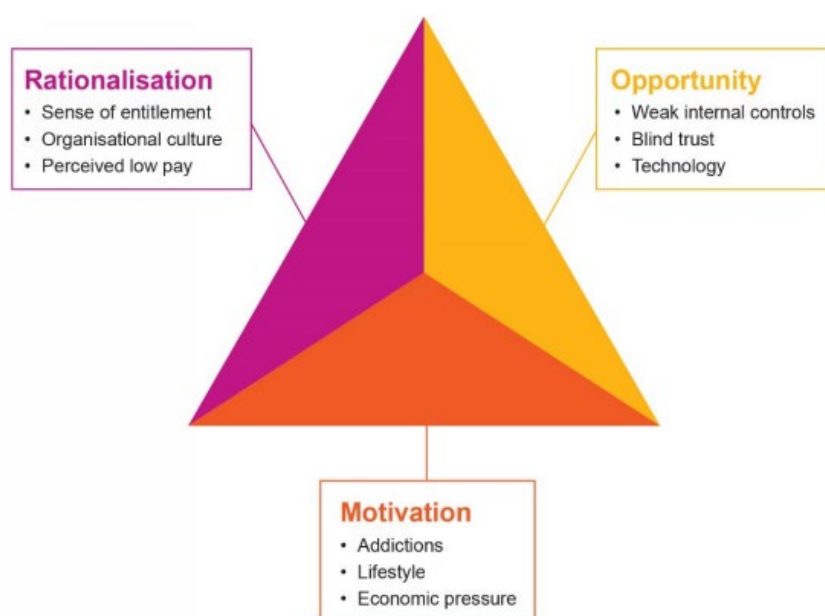 Rationalisation
• Sense of entitlement
• Organisational culture
• Perceived low pay
Opportunity
• Weak internal controls
• Blind trust
• Technology
Motivation
• Addictions
• Lifestyle
• Economic pressure